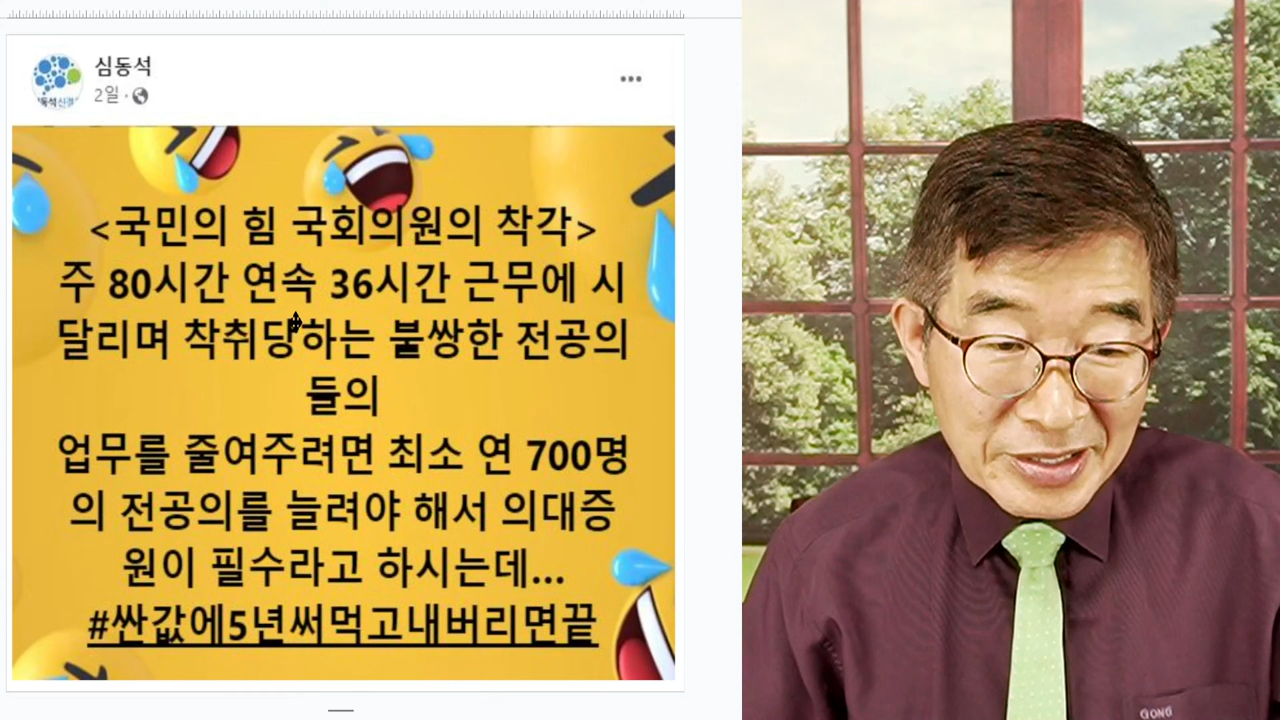 심동석
2일 ·
<국민의 힘 국회의원의 착각>
주 80시간 연속 36시간 근무에 시
달리며 착취당하는 불쌍한 전공의
들의
업무를 줄여주려면 최소 연 700명
의 전공의를 늘려야 해서 의대증
원이 필수라고 하시는데...
#싼값에5년써먹고내버리면끝
GONG